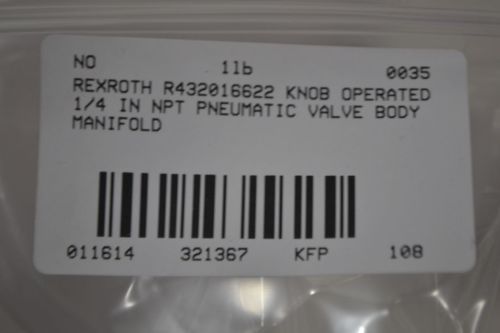 NO 1lb 0035
REXROTH R432016622 KNOB OPERATED
1/4 IN NPT PNEUMATIC VALVE BODY
MANIFOLD
011614 321367 KFP 108